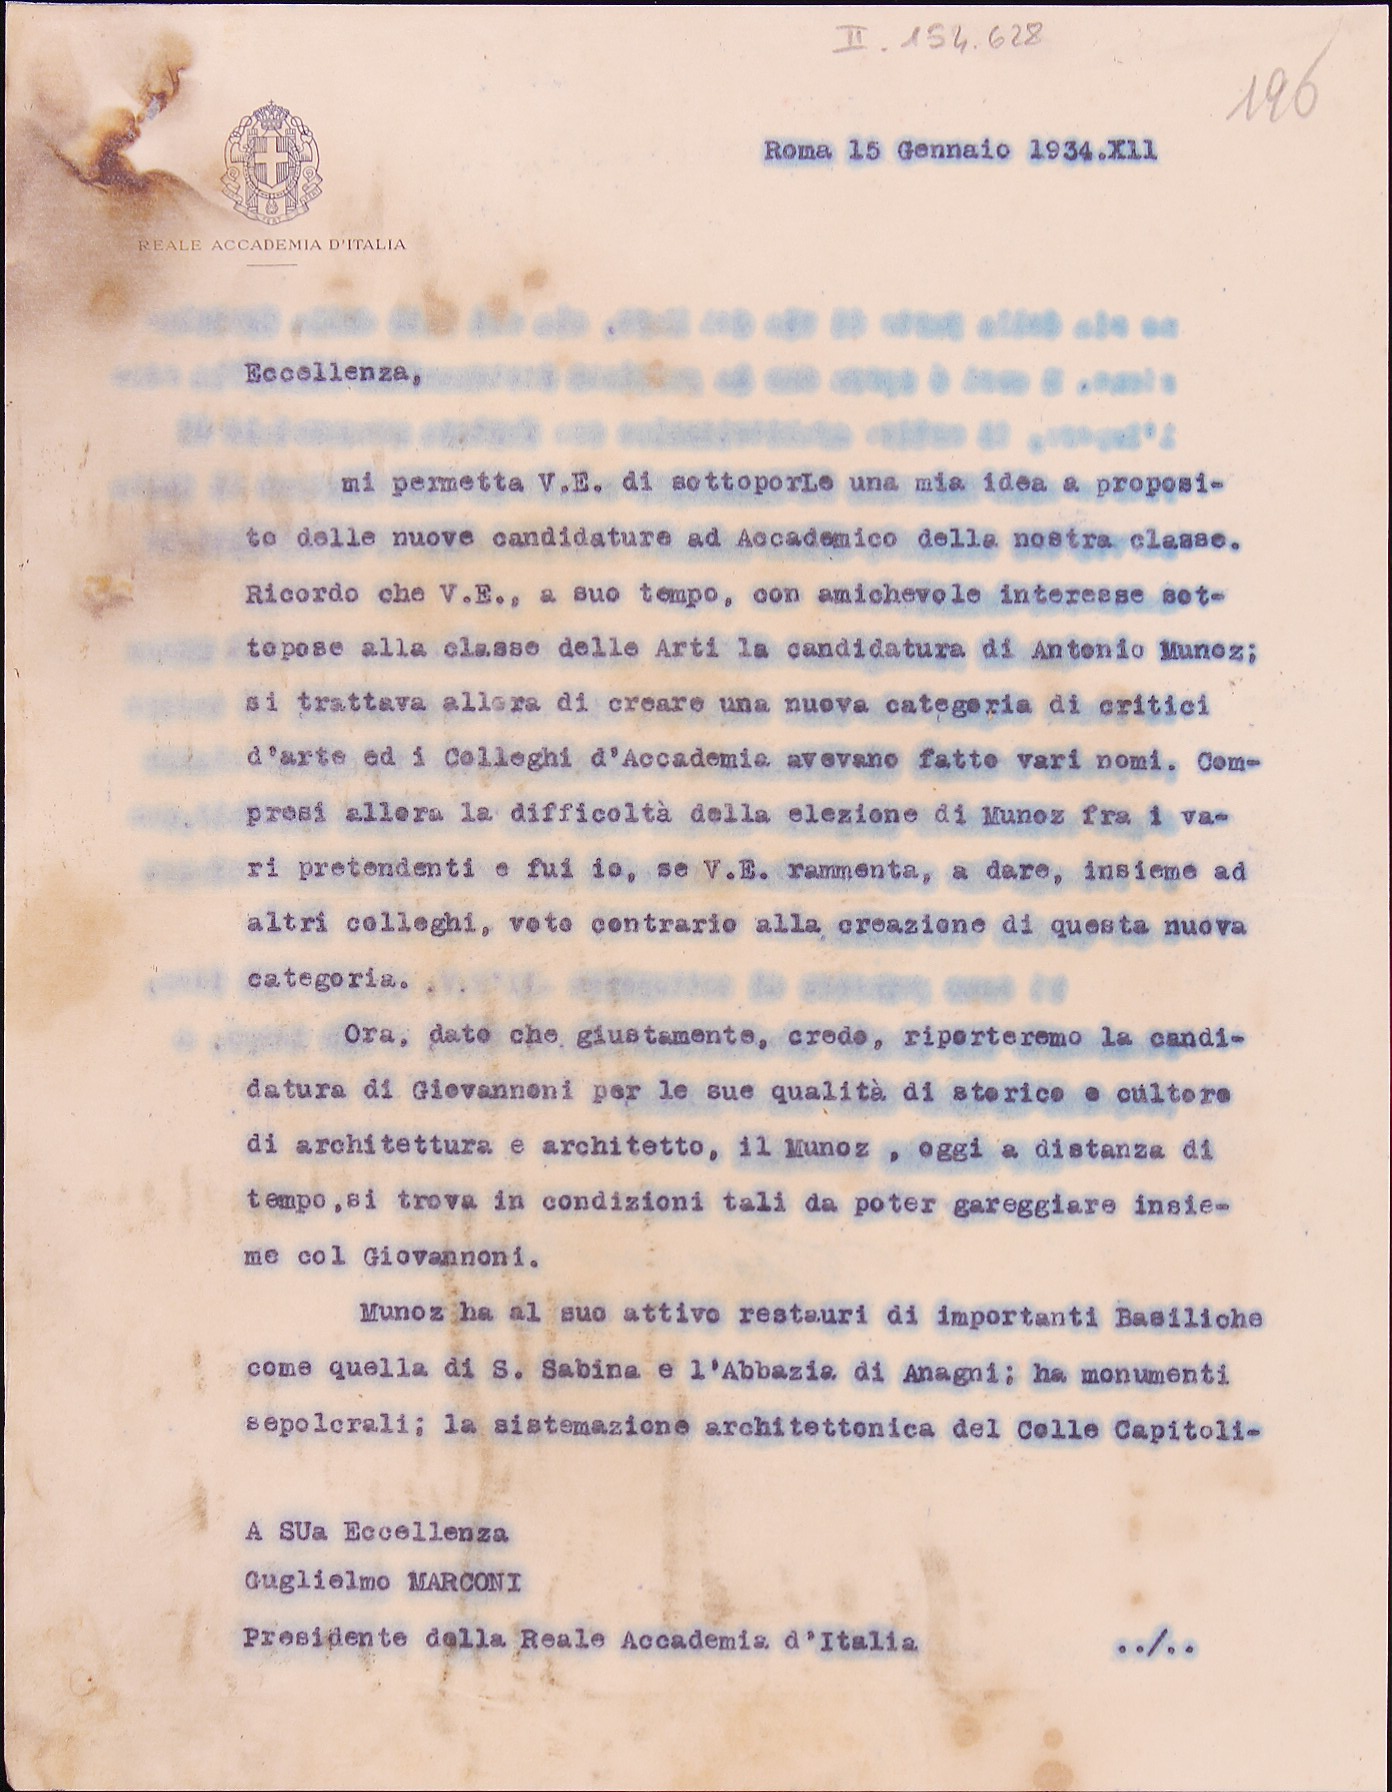 II. 154.628
196
Roma 15 Gennaio 1934.X11
REALE ACCADEMIA D'ITALIA
Eccellenza,
mi permetta V.E. di sottoporLe una mia idea a proposi-
to delle nuove candidature ad Accademico della nostra classe.
Ricordo che V.E., a suo tempo, con amichevole interesse sot-
topose alla classe delle Arti la candidatura di Antonio Munoz;
si trattava allora di creare una nuova categoria di critici
d'arte ed i Colleghi d'Accademia avevano fatto vari nomi. Com-
presi allora la difficoltà della elezione di Munoz fra i va-
ri pretendenti e fui io, se V.E. rammenta, a dare, insieme ad
altri colleghi, voto contrario alla creazione di questa nuova
categoria.
Ora, dato che giustamente, credo, riporteremo la candi-
datura di Giovannoni per le sue qualità di storico e cultore
di architettura e architetto, il Munoz , oggi a distanza di
tempo,si trova in condizioni tali da poter gareggiare insie-
me col Giovannoni.
Munoz ha al suo attivo restauri di importanti Basiliche
come quella di S. Sabina e l'Abbazia di Anagni; ha monumenti
sepolcrali; la sistemazione architettonica del Colle Capitoli-
A SUa Eccellenza
Guglielmo MARCONI
Presidente della Reale Accademia d'Italia
../..